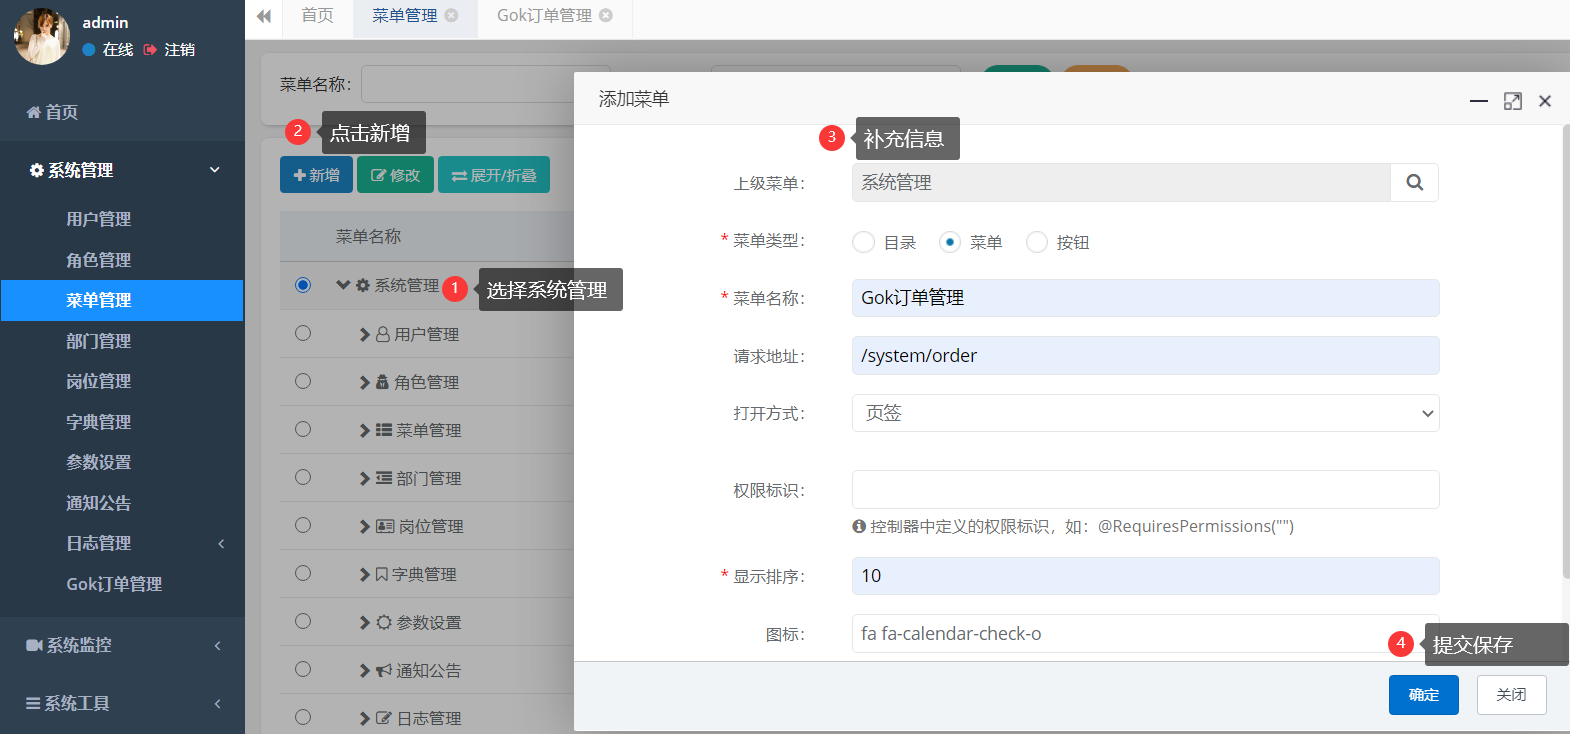 admin
在线 注销
首页
系统管理
用户管理
角色管理
菜单管理
部门管理
岗位管理
字典管理
参数设置
通知公告
日志管理
Gok订单管理
系统监控
系统工具
首页 菜单管理 Gok订单管理
菜单名称：
2 点击新增
新增 修改 展开/折叠
菜单名称
系统管理 1 选择系统管理
用户管理
角色管理
菜单管理
部门管理
岗位管理
字典管理
参数设置
通知公告
日志管理
添加菜单
3 补充信息
上级菜单： 系统管理
* 菜单类型： 目录 菜单 按钮
* 菜单名称： Gok订单管理
请求地址： /system/order
打开方式： 页签
权限标识：
控制器中定义的权限标识，如：@RequiresPermissions("")
* 显示排序： 10
图标： fa fa-calendar-check-o
4 提交保存
确定 关闭